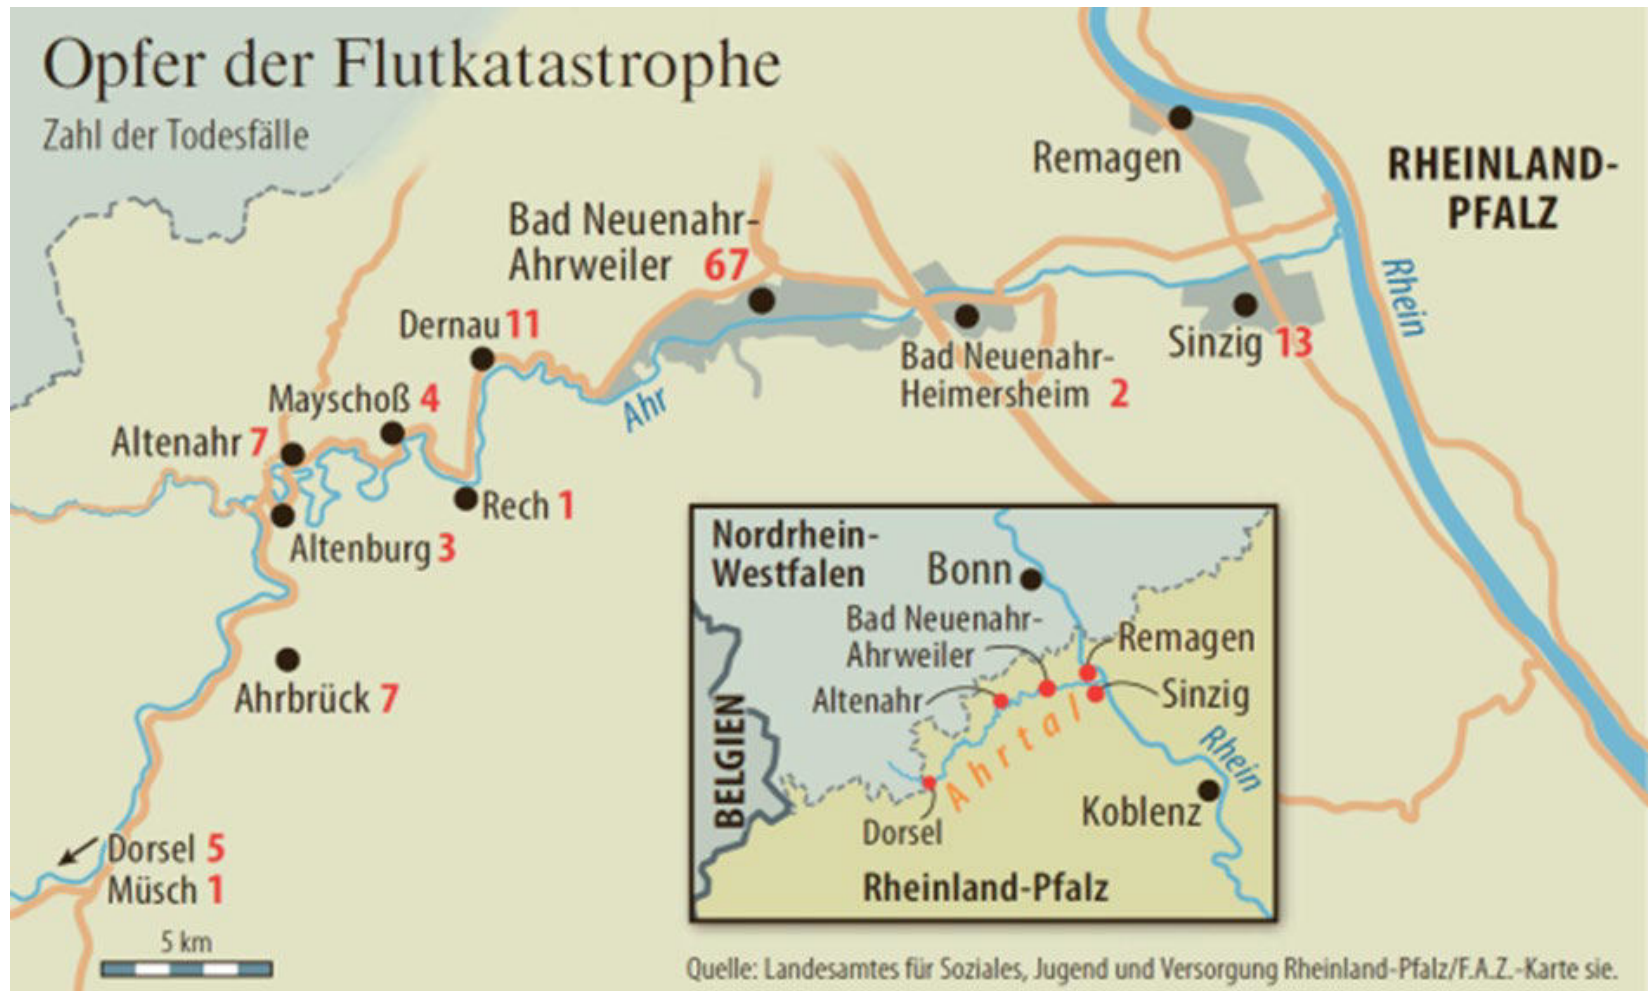 Opfer der Flutkatastrophe
Zahl der Todesfälle
Remagen
RHEINLAND-
PFALZ
Bad Neuenahr-
Ahrweiler 67
Rhein
Dernau 11
Sinzig 13
Bad Neuenahr-
Heimersheim 2
Mayschoß 4
Ahr
Altenahr 7
Rech 1
Altenburg 3
Ahrbrück 7
Dorsel 5
Müsch 1
5 km
Nordrhein-
Westfalen
Bonn
Bad Neuenahr-
Ahrweiler
Remagen
Altenahr
Sinzig
BELGIEN
Ahrtal
Rhein
Koblenz
Dorsel
Rheinland-Pfalz
Quelle: Landesamtes für Soziales, Jugend und Versorgung Rheinland-Pfalz/F.A.Z.-Karte sie.